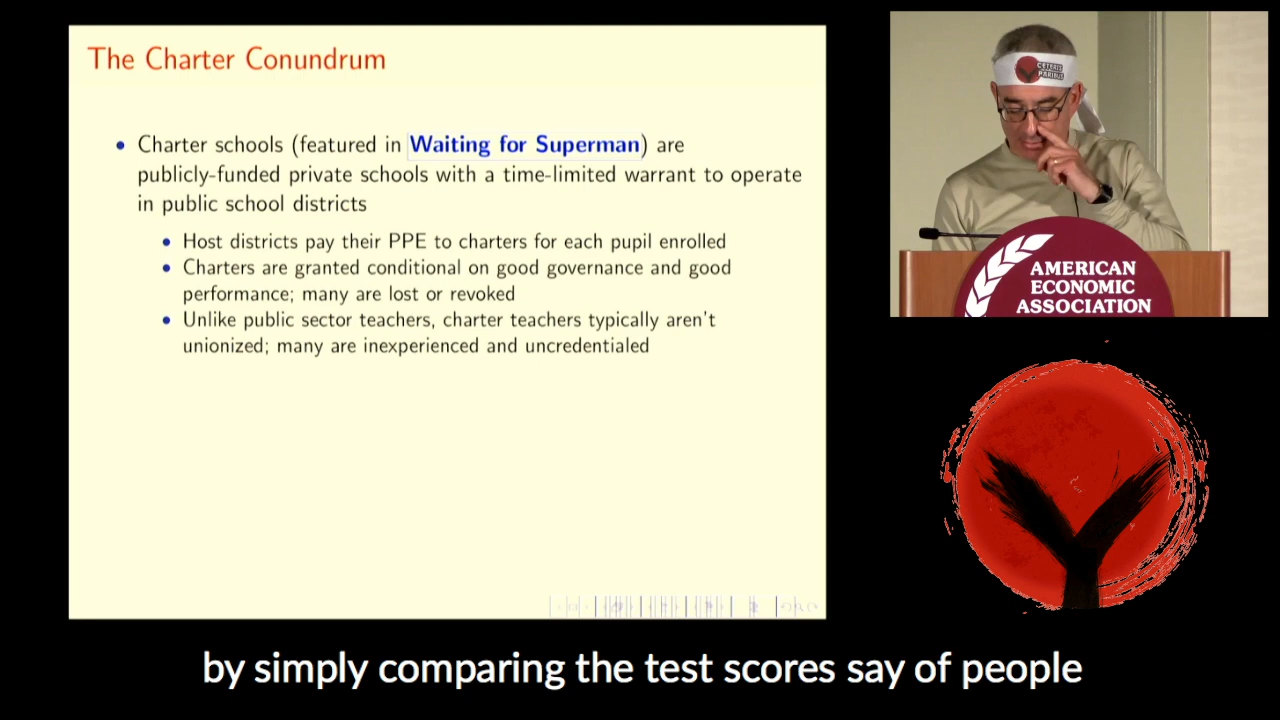 The Charter Conundrum
• Charter schools (featured in Waiting for Superman) are
publicly-funded private schools with a time-limited warrant to operate
in public school districts
• Host districts pay their PPE to charters for each pupil enrolled
• Charters are granted conditional on good governance and good
performance; many are lost or revoked
• Unlike public sector teachers, charter teachers typically aren't
unionized; many are inexperienced and uncredentialed
CETERIS
PARIBUS
AMERICAN
ECONOMIC
ASSOCIATION
by simply comparing the test scores say of people